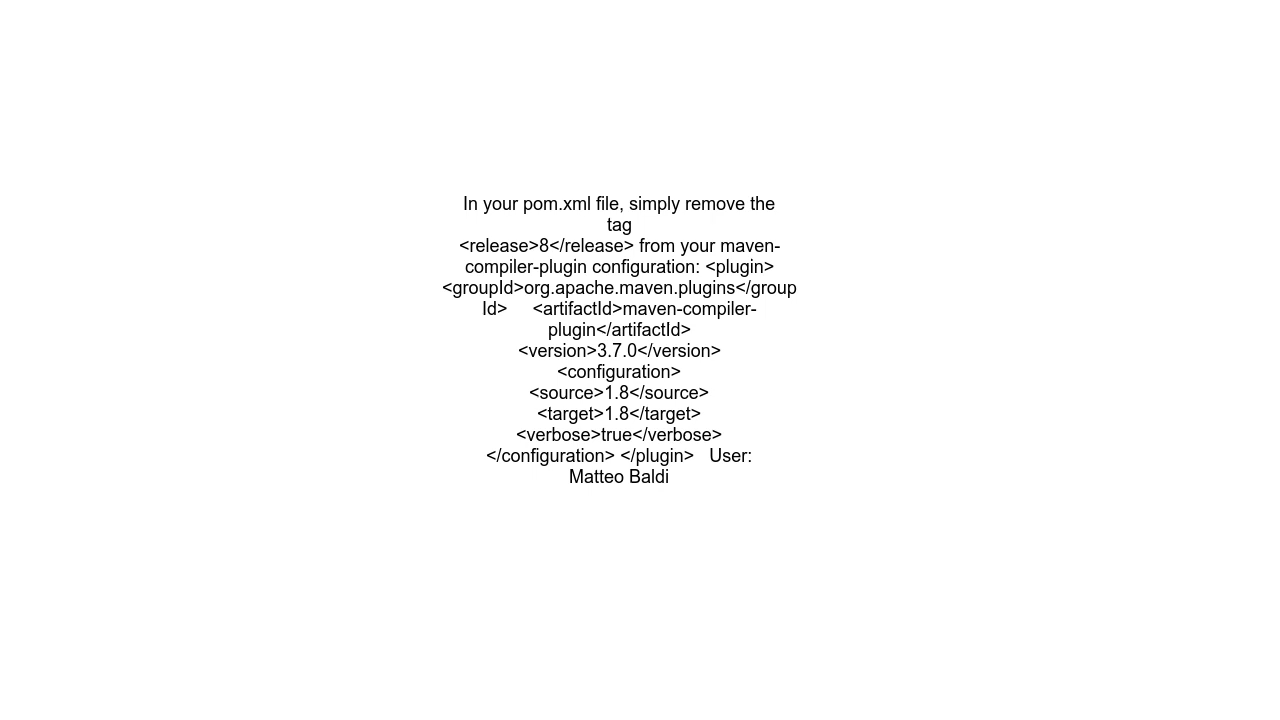 In your pom.xml file, simply remove the
tag
<release>8</release> from your maven-
compiler-plugin configuration: <plugin>
<groupId>org.apache.maven.plugins</group
Id>     <artifactId>maven-compiler-
plugin</artifactId>
<version>3.7.0</version>
<configuration>
<source>1.8</source>
<target>1.8</target>
<verbose>true</verbose>
</configuration> </plugin>   User:
Matteo Baldi